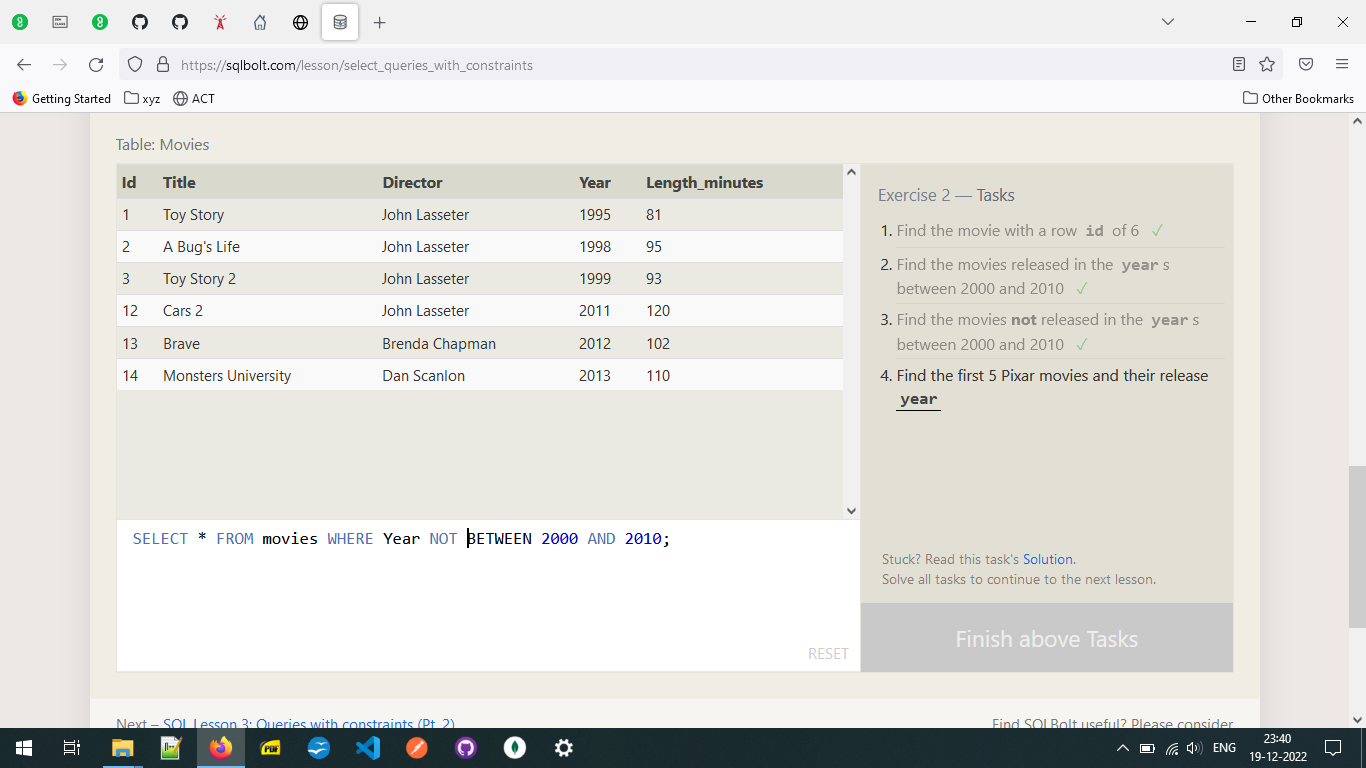 https://sqlbolt.com/lesson/select_queries_with_constraints
Getting Started xyz ACT Other Bookmarks
Table: Movies
Id Title Director Year Length_minutes
1 Toy Story John Lasseter 1995 81
2 A Bug's Life John Lasseter 1998 95
3 Toy Story 2 John Lasseter 1999 93
12 Cars 2 John Lasseter 2011 120
13 Brave Brenda Chapman 2012 102
14 Monsters University Dan Scanlon 2013 110
SELECT * FROM movies WHERE Year NOT BETWEEN 2000 AND 2010;
RESET
Exercise 2 — Tasks
1. Find the movie with a row id of 6 ✓
2. Find the movies released in the year s
between 2000 and 2010 ✓
3. Find the movies not released in the year s
between 2000 and 2010 ✓
4. Find the first 5 Pixar movies and their release
year
Stuck? Read this task's Solution.
Solve all tasks to continue to the next lesson.
Finish above Tasks
Next – SQL Lesson 3: Queries with constraints (Pt. 2)
Find SQLBolt useful? Please consider
PDF
ENG
23:40
19-12-2022